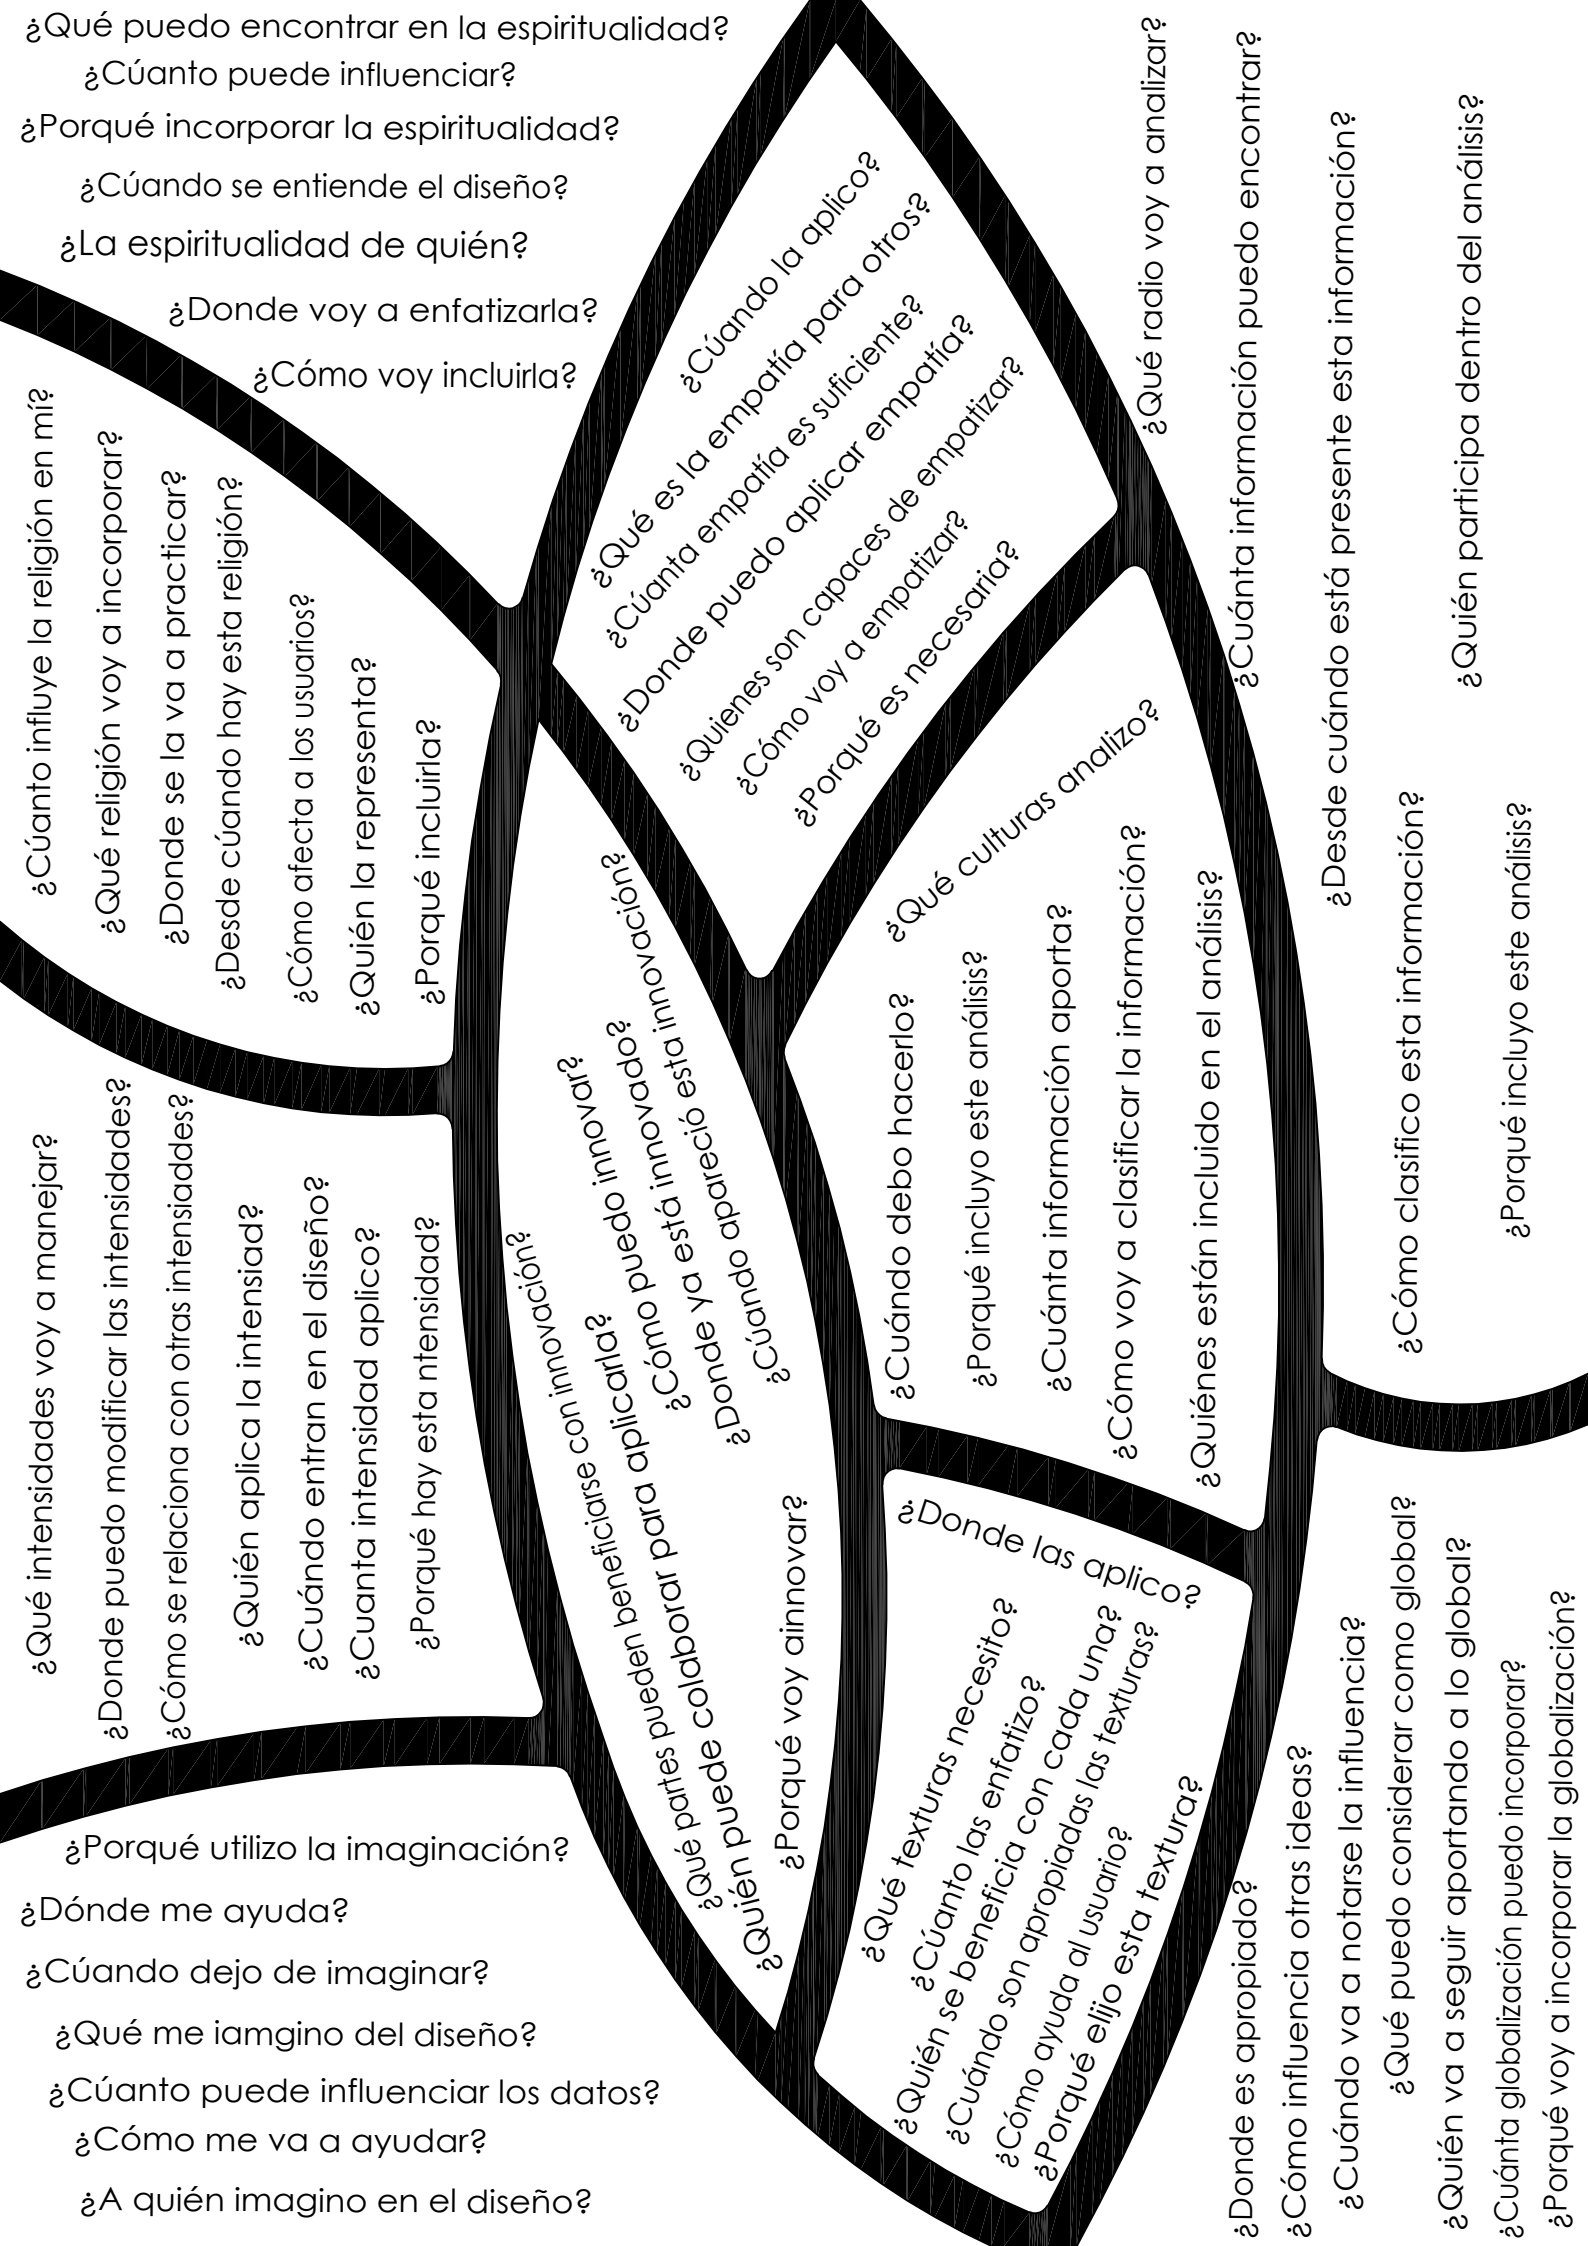 ¿Qué puedo encontrar en la espiritualidad?
¿Cúanto puede influenciar?
¿Porqué incorporar la espiritualidad?
¿Cúando se entiende el diseño?
¿La espiritualidad de quién?
¿Donde voy a enfatizarla?
¿Cómo voy incluirla?
¿Cúando la aplico?
¿Qué es la empatía para otros?
¿Cúanta empatía es suficiente?
¿Donde puedo aplicar empatía?
¿Quienes son capaces de empatizar?
¿Cómo voy a empatizar?
¿Porqué es necesaria?
¿Qué radio voy a analizar?
¿Cuánta información puedo encontrar?
¿Desde cuándo está presente esta información?
¿Quién participa dentro del análisis?
¿Cómo clasifico esta información?
¿Porqué incluyo este análisis?
¿Cúanto influye la religión en mí?
¿Qué religión voy a incorporar?
¿Donde se la va a practicar?
¿Desde cúando hay esta religión?
¿Cómo afecta a los usuarios?
¿Quién la representa?
¿Porqué incluirla?
¿Qué culturas analizo?
¿Cuándo debo hacerlo?
¿Porqué incluyo este análisis?
¿Cuánta información aporta?
¿Cómo voy a clasificar la información?
¿Quiénes están incluido en el análisis?
¿Qué intensidades voy a manejar?
¿Donde puedo modificar las intensidades?
¿Cómo se relaciona con otras intensiaddes?
¿Quién aplica la intensiad?
¿Cuándo entran en el diseño?
¿Cuanta intensidad aplico?
¿Porqué hay esta ntensidad?
¿Qué partes pueden beneficiarse con innovación?
¿Quién puede colaborar para aplicarla?
¿Cómo puedo innovar?
¿Donde ya está innovado?
¿Cúando apareció esta innovación?
¿Porqué voy ainnovar?
¿Donde las aplico?
¿Qué texturas necesito?
¿Cúanto las enfatizo?
¿Quién se beneficia con cada una?
¿Cuándo son apropiadas las texturas?
¿Cómo ayuda al usuario?
¿Porqué elijo esta textura?
¿Donde es apropiado?
¿Cómo influencia otras ideas?
¿Cuándo va a notarse la influencia?
¿Qué puedo considerar como global?
¿Quién va a seguir aportando a lo global?
¿Cuánta globalización puedo incorporar?
¿Porqué voy a incorporar la globalización?
¿Porqué utilizo la imaginación?
¿Dónde me ayuda?
¿Cúando dejo de imaginar?
¿Qué me iamgino del diseño?
¿Cúanto puede influenciar los datos?
¿Cómo me va a ayudar?
¿A quién imagino en el diseño?